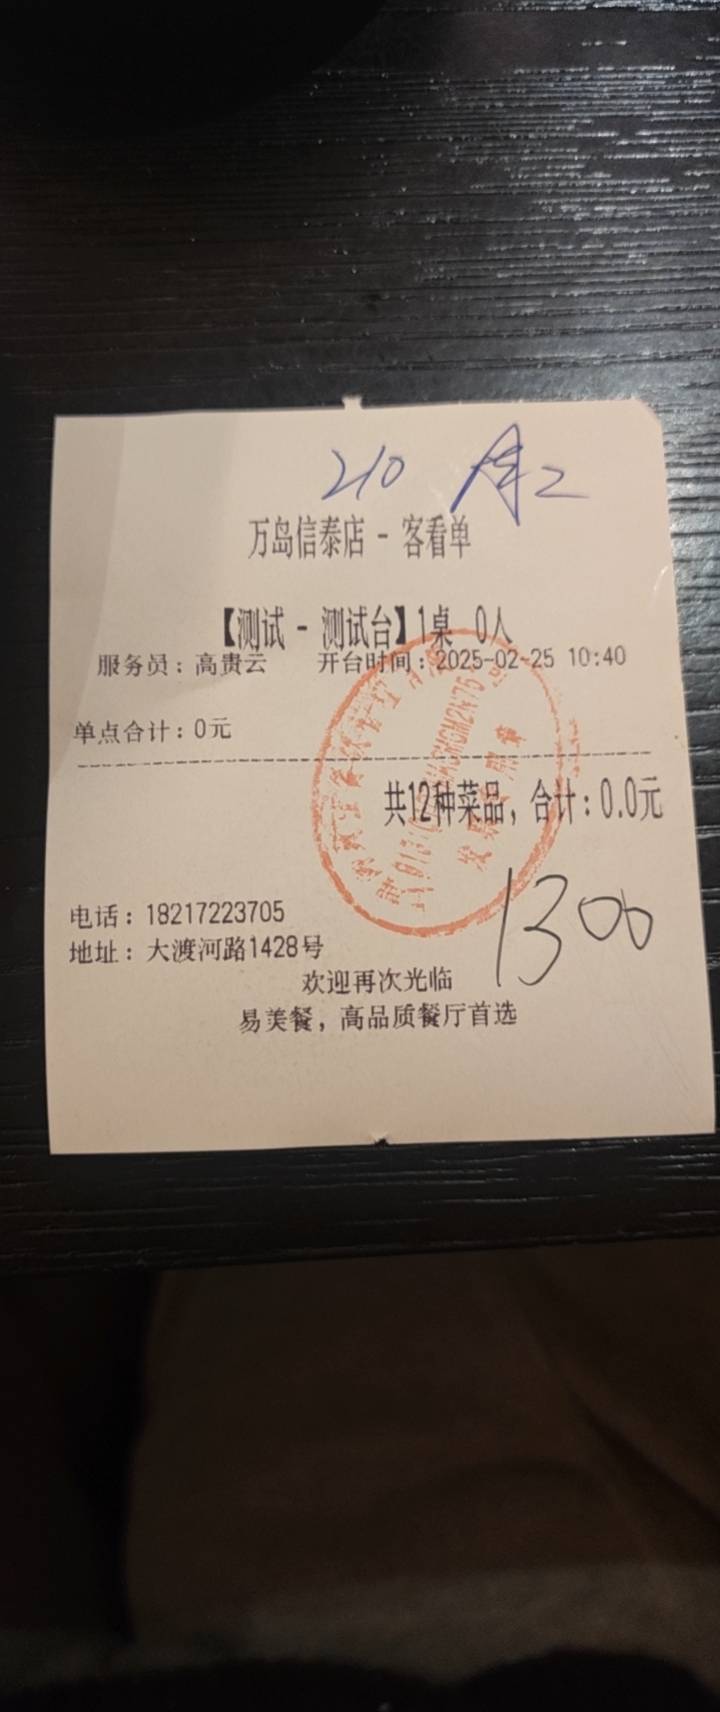 210
万岛信泰店 - 客看单
【测试 - 测试台】1桌 0人
服务员：高贵云 开台时间：2025-02-25 10:40
单点合计：0元
共12种菜品，合计：0.0元
1300
电话：18217223705
地址：大渡河路1428号
欢迎再次光临
易美餐，高品质餐厅首选